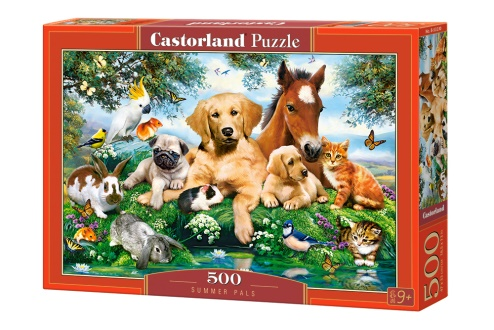 Castorland Puzzle
500
SUMMER PALS
Castorland
500
9+